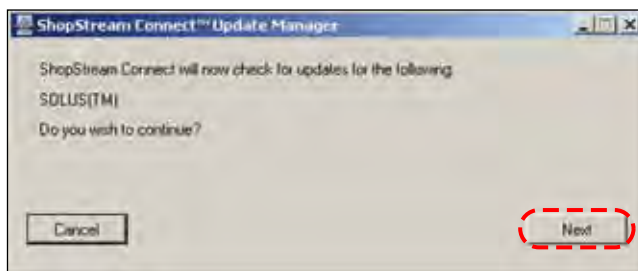 ShopStream Connect™ Update Manager
ShopStream Connect will now check for updates for the following
SOLUS(TM)
Do you wish to continue?
Cancel
Next